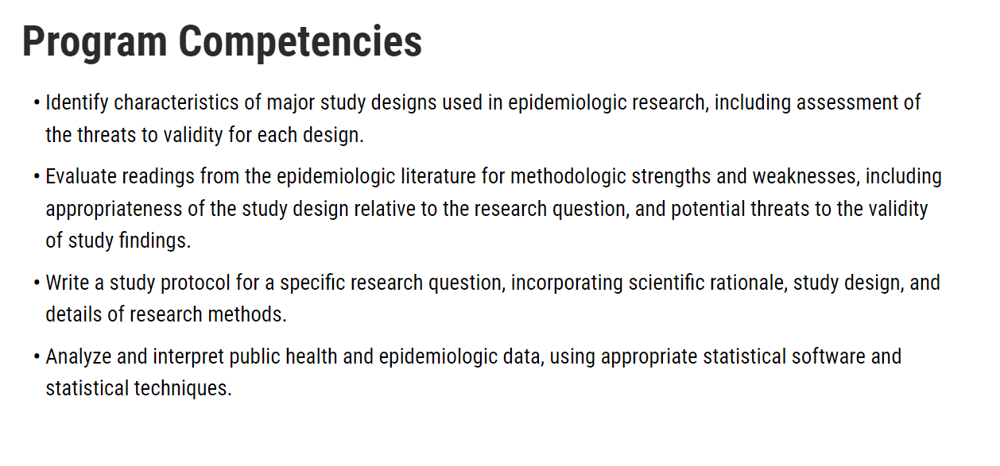 Program Competencies
• Identify characteristics of major study designs used in epidemiologic research, including assessment of
the threats to validity for each design.
• Evaluate readings from the epidemiologic literature for methodologic strengths and weaknesses, including
appropriateness of the study design relative to the research question, and potential threats to the validity
of study findings.
• Write a study protocol for a specific research question, incorporating scientific rationale, study design, and
details of research methods.
• Analyze and interpret public health and epidemiologic data, using appropriate statistical software and
statistical techniques.